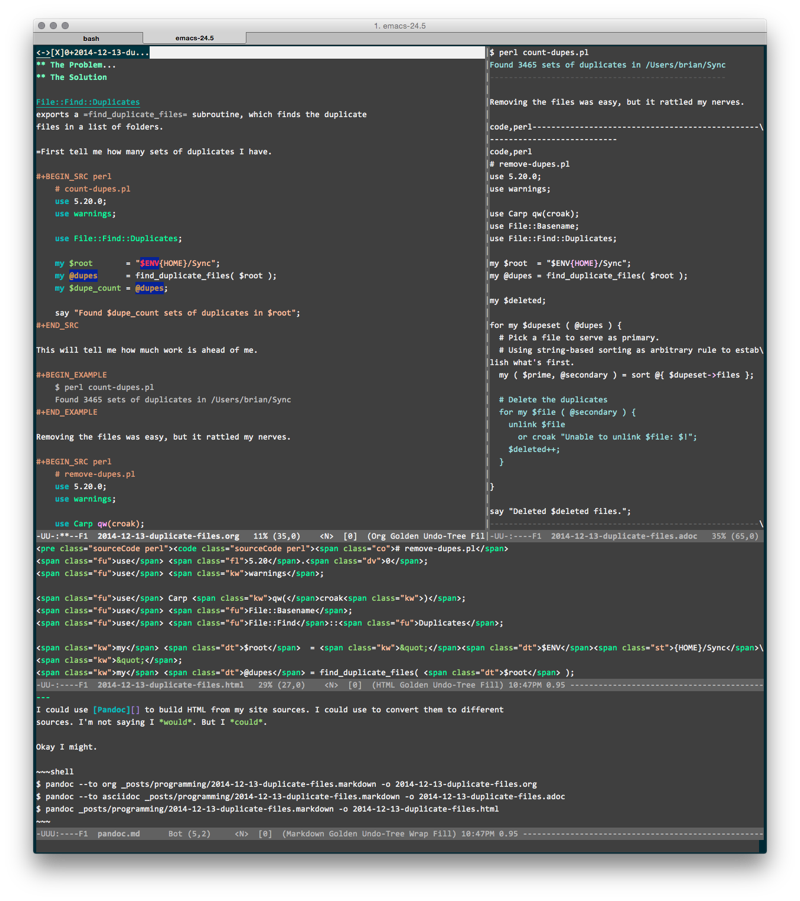 1. emacs-24.5
bash
emacs-24.5
<->[X]0+2014-12-13-du...
** The Problem...
** The Solution
File::Find::Duplicates
exports a =find_duplicate_files= subroutine, which finds the duplicate
files in a list of folders.
=First tell me how many sets of duplicates I have.
#+BEGIN_SRC perl
# count-dupes.pl
use 5.20.0;
use warnings;
use File::Find::Duplicates;
my $root       = "$ENV{HOME}/Sync";
my @dupes      = find_duplicate_files( $root );
my $dupe_count = @dupes;
say "Found $dupe_count sets of duplicates in $root";
#+END_SRC
This will tell me how much work is ahead of me.
#+BEGIN_EXAMPLE
$ perl count-dupes.pl
Found 3465 sets of duplicates in /Users/brian/Sync
#+END_EXAMPLE
Removing the files was easy, but it rattled my nerves.
#+BEGIN_SRC perl
# remove-dupes.pl
use 5.20.0;
use warnings;
use Carp qw(croak);
-UU-:**--F1  2014-12-13-duplicate-files.org   11% (35,0)    <N>  [0]  (Org Golden Undo-Tree Fil
$ perl count-dupes.pl
Found 3465 sets of duplicates in /Users/brian/Sync
--------------------------------------------------
Removing the files was easy, but it rattled my nerves.
code,perl------------------------------------------------\
---------------------------
code,perl
# remove-dupes.pl
use 5.20.0;
use warnings;
use Carp qw(croak);
use File::Basename;
use File::Find::Duplicates;
my $root  = "$ENV{HOME}/Sync";
my @dupes = find_duplicate_files( $root );
my $deleted;
for my $dupeset ( @dupes ) {
# Pick a file to serve as primary.
# Using string-based sorting as arbitrary rule to estab\
lish what's first.
my ( $prime, @secondary ) = sort @{ $dupeset->files };
# Delete the duplicates
for my $file ( @secondary ) {
unlink $file
or croak "Unable to unlink $file: $!";
$deleted++;
}
}
say "Deleted $deleted files.";
---------------------------------------------------------\
-UU-:----F1  2014-12-13-duplicate-files.adoc   35% (65,0)
<pre class="sourceCode perl"><code class="sourceCode perl"><span class="co"># remove-dupes.pl</span>
<span class="fu">use</span> <span class="fl">5.20</span>.<span class="dv">0</span>;
<span class="fu">use</span> <span class="kw">warnings</span>;
<span class="fu">use</span> Carp <span class="kw">qw(</span>croak<span class="kw">)</span>;
<span class="fu">use</span> <span class="fu">File::Basename</span>;
<span class="fu">use</span> <span class="fu">File::Find</span>::<span class="fu">Duplicates</span>;
<span class="kw">my</span> <span class="dt">$root</span>  = <span class="kw">&quot;</span><span class="dt">$ENV</span><span class="st">{HOME}/Sync</span>\
<span class="kw">&quot;</span>;
<span class="kw">my</span> <span class="dt">@dupes</span> = find_duplicate_files( <span class="dt">$root</span> );
-UU-:----F1  2014-12-13-duplicate-files.html   29% (27,0)    <N>  [0]  (HTML Golden Undo-Tree Fill) 10:47PM 0.95 -----------------------------------------
---
I could use [Pandoc][] to build HTML from my site sources. I could use to convert them to different
sources. I'm not saying I *would*. But I *could*.
Okay I might.
~~~shell
$ pandoc --to org _posts/programming/2014-12-13-duplicate-files.markdown -o 2014-12-13-duplicate-files.org
$ pandoc --to asciidoc _posts/programming/2014-12-13-duplicate-files.markdown -o 2014-12-13-duplicate-files.adoc
$ pandoc _posts/programming/2014-12-13-duplicate-files.markdown -o 2014-12-13-duplicate-files.html
~~~
-UUU:----F1  pandoc.md      Bot (5,2)     <N>  [0]  (Markdown Golden Undo-Tree Wrap Fill) 10:47PM 0.95 ---------------------------------------------------